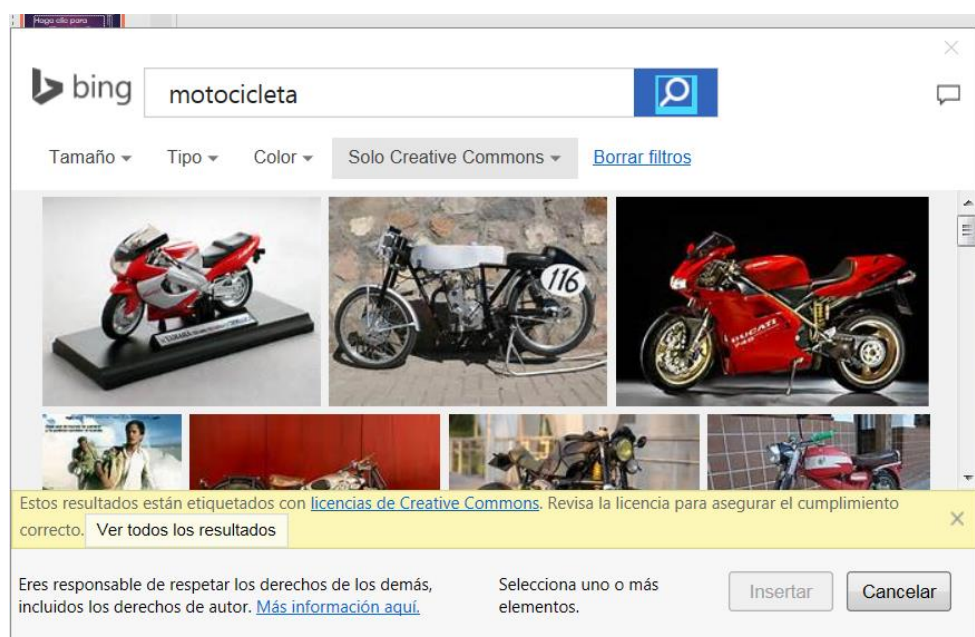 Haga clic para
bing
motocicleta
Tamaño Tipo Color Solo Creative Commons Borrar filtros
116
DUCATI
748
Estos resultados están etiquetados con licencias de Creative Commons. Revisa la licencia para asegurar el cumplimiento
correcto. Ver todos los resultados
Eres responsable de respetar los derechos de los demás,
incluidos los derechos de autor. Más información aquí.
Selecciona uno o más
elementos.
Insertar Cancelar